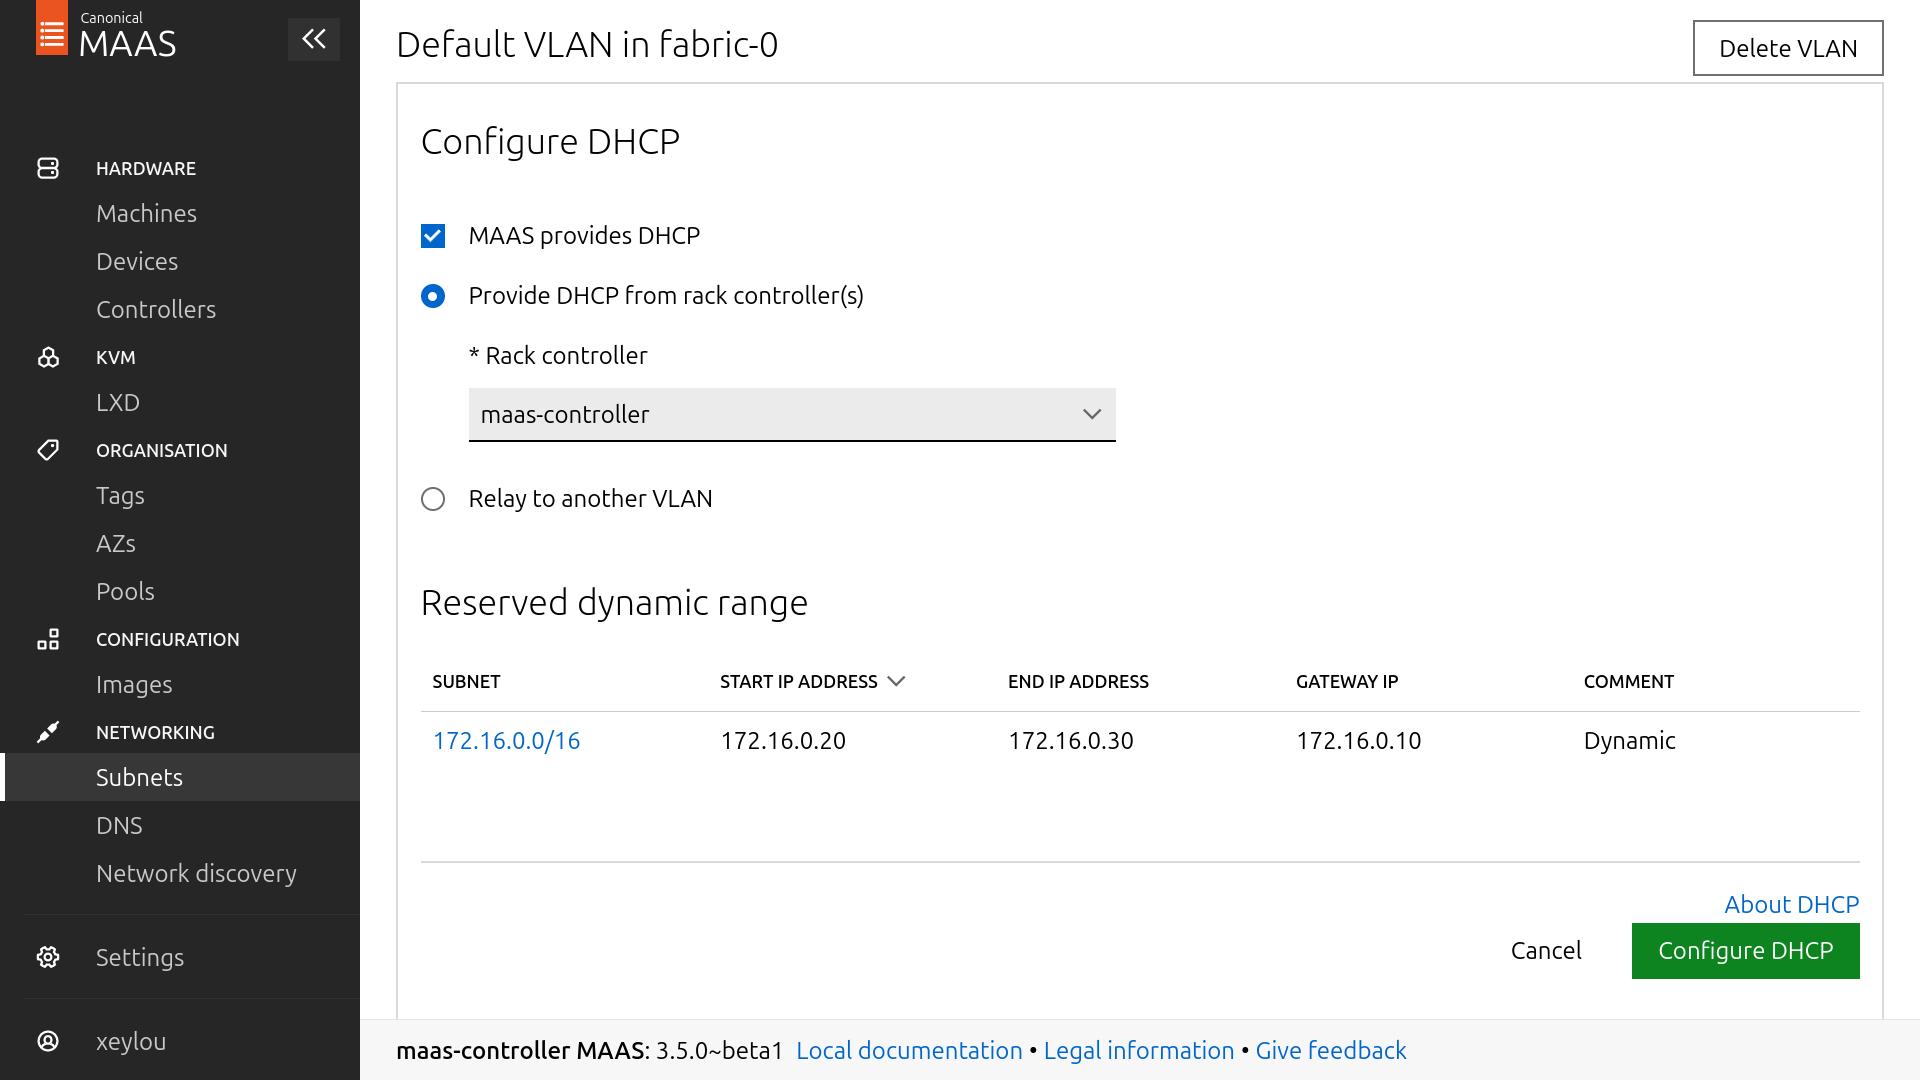 Canonical
MAAS
HARDWARE
Machines
Devices
Controllers
KVM
LXD
ORGANISATION
Tags
AZs
Pools
CONFIGURATION
Images
NETWORKING
Subnets
DNS
Network discovery
Settings
xeylou
Default VLAN in fabric-0
Delete VLAN
Configure DHCP
MAAS provides DHCP
Provide DHCP from rack controller(s)
* Rack controller
maas-controller
Relay to another VLAN
Reserved dynamic range
SUBNET START IP ADDRESS END IP ADDRESS GATEWAY IP COMMENT
172.16.0.0/16 172.16.0.20 172.16.0.30 172.16.0.10 Dynamic
About DHCP
Cancel Configure DHCP
maas-controller MAAS: 3.5.0~beta1 Local documentation • Legal information • Give feedback